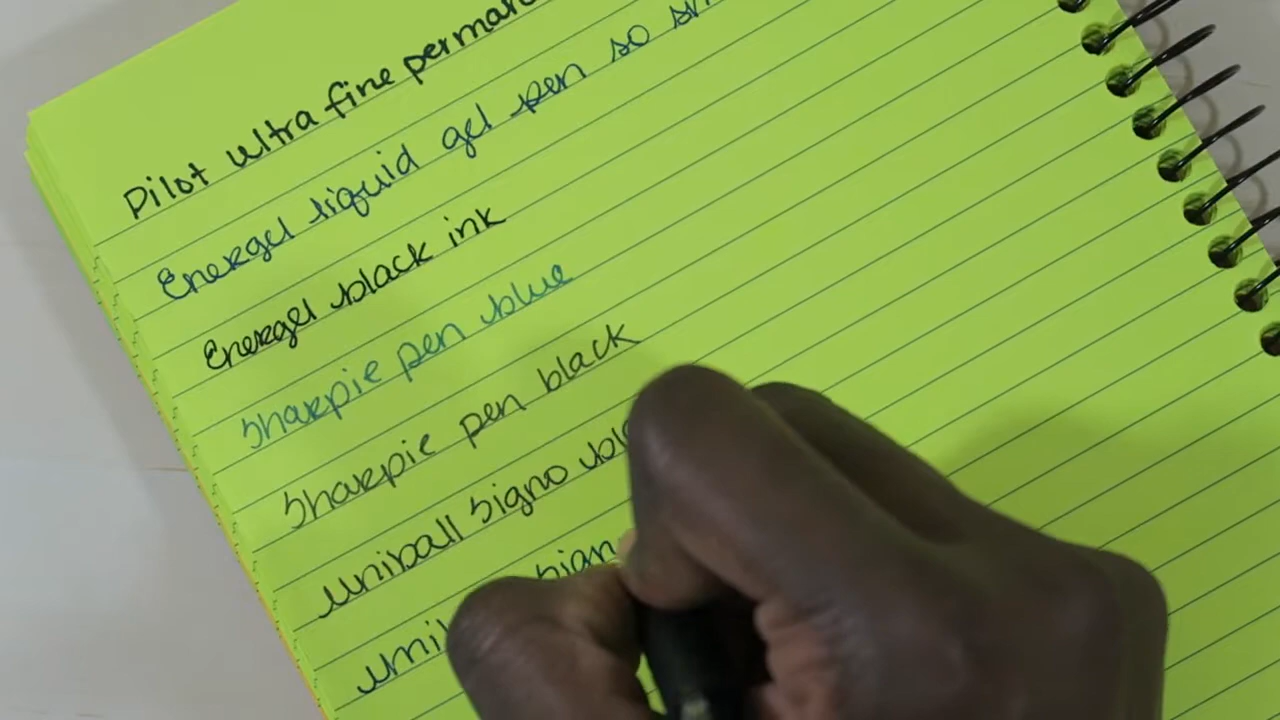 Pilot ultra fine
Energel liquid gel pen so
Energel black ink
Sharpie pen blue
Sharpie pen black
uniball Signo